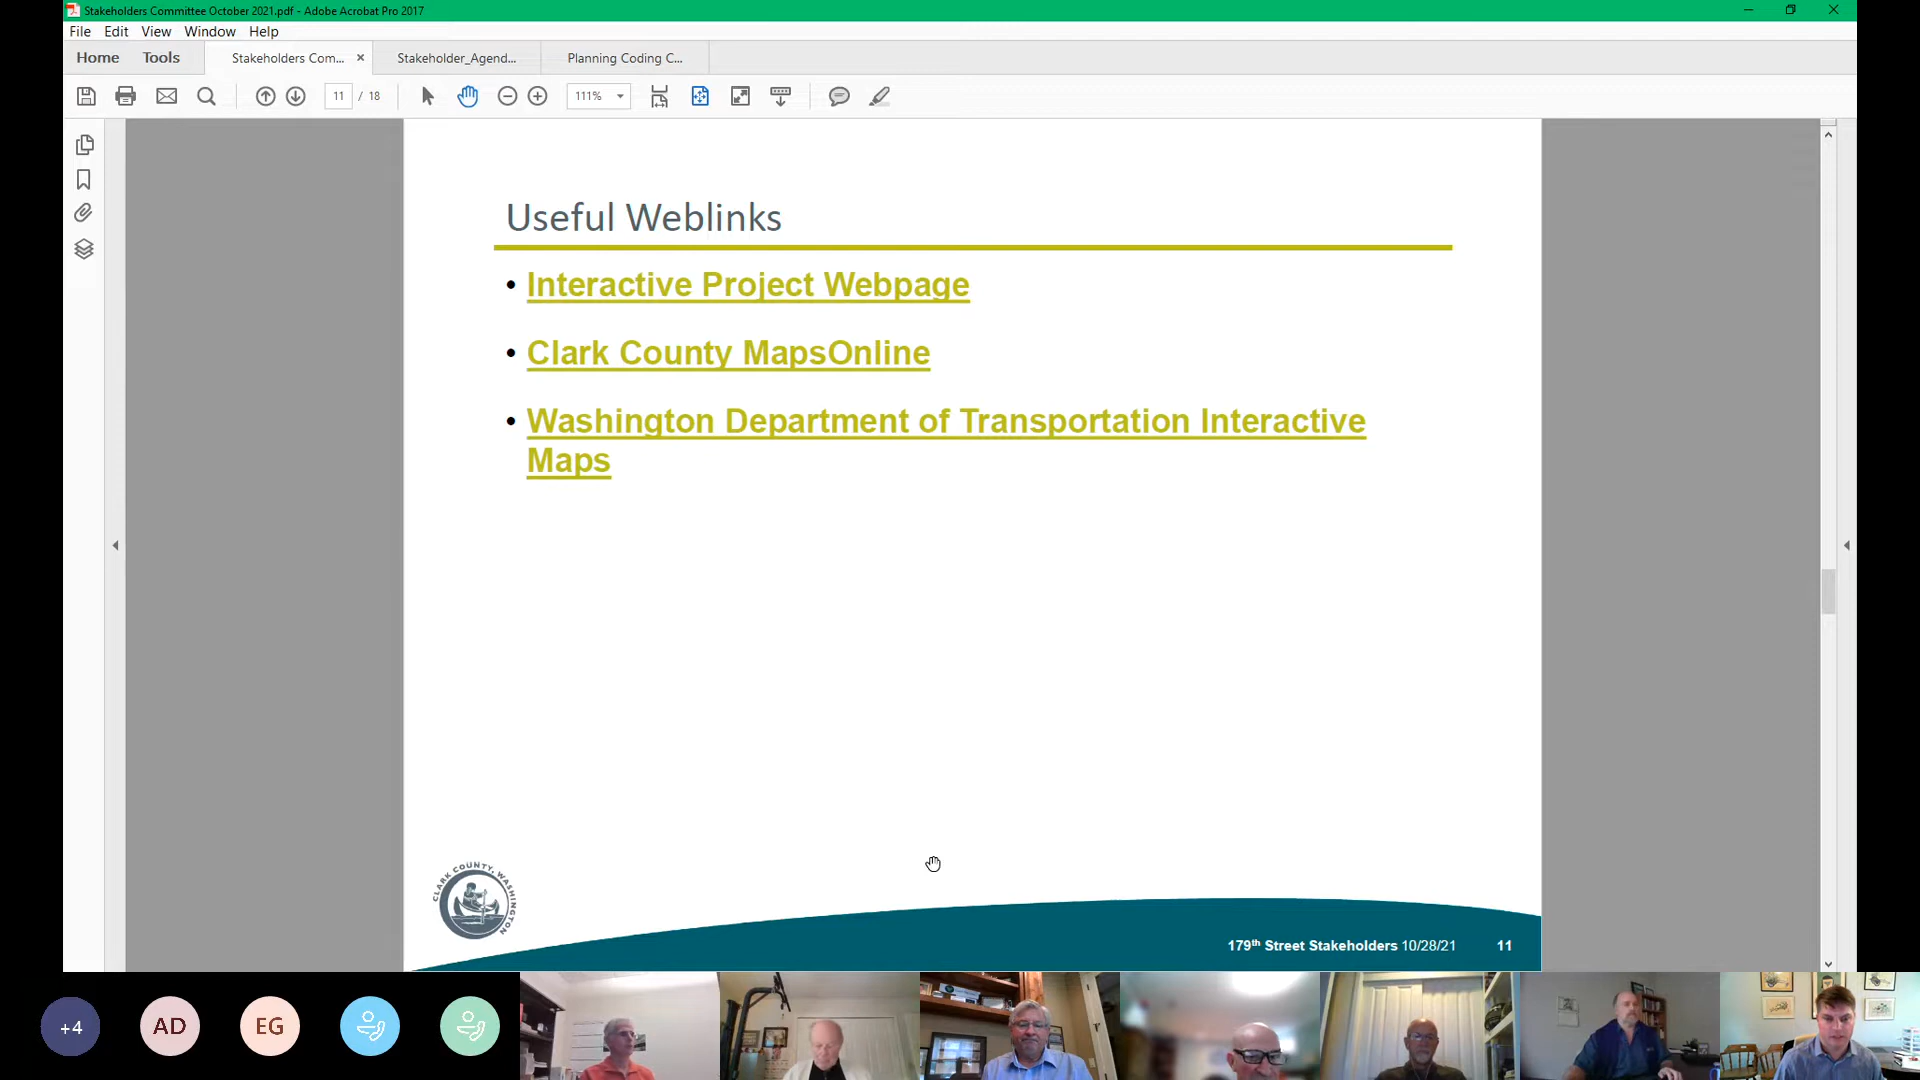 Stakeholders Committee October 2021.pdf - Adobe Acrobat Pro 2017
File Edit View Window Help
Home Tools Stakeholders Com... × Stakeholder_Agend... Planning Coding C...
11 / 18 111%
Useful Weblinks
• Interactive Project Webpage
• Clark County MapsOnline
• Washington Department of Transportation Interactive
Maps
CLARK COUNTY, WASHINGTON
179th Street Stakeholders 10/28/21 11
+4 AD EG